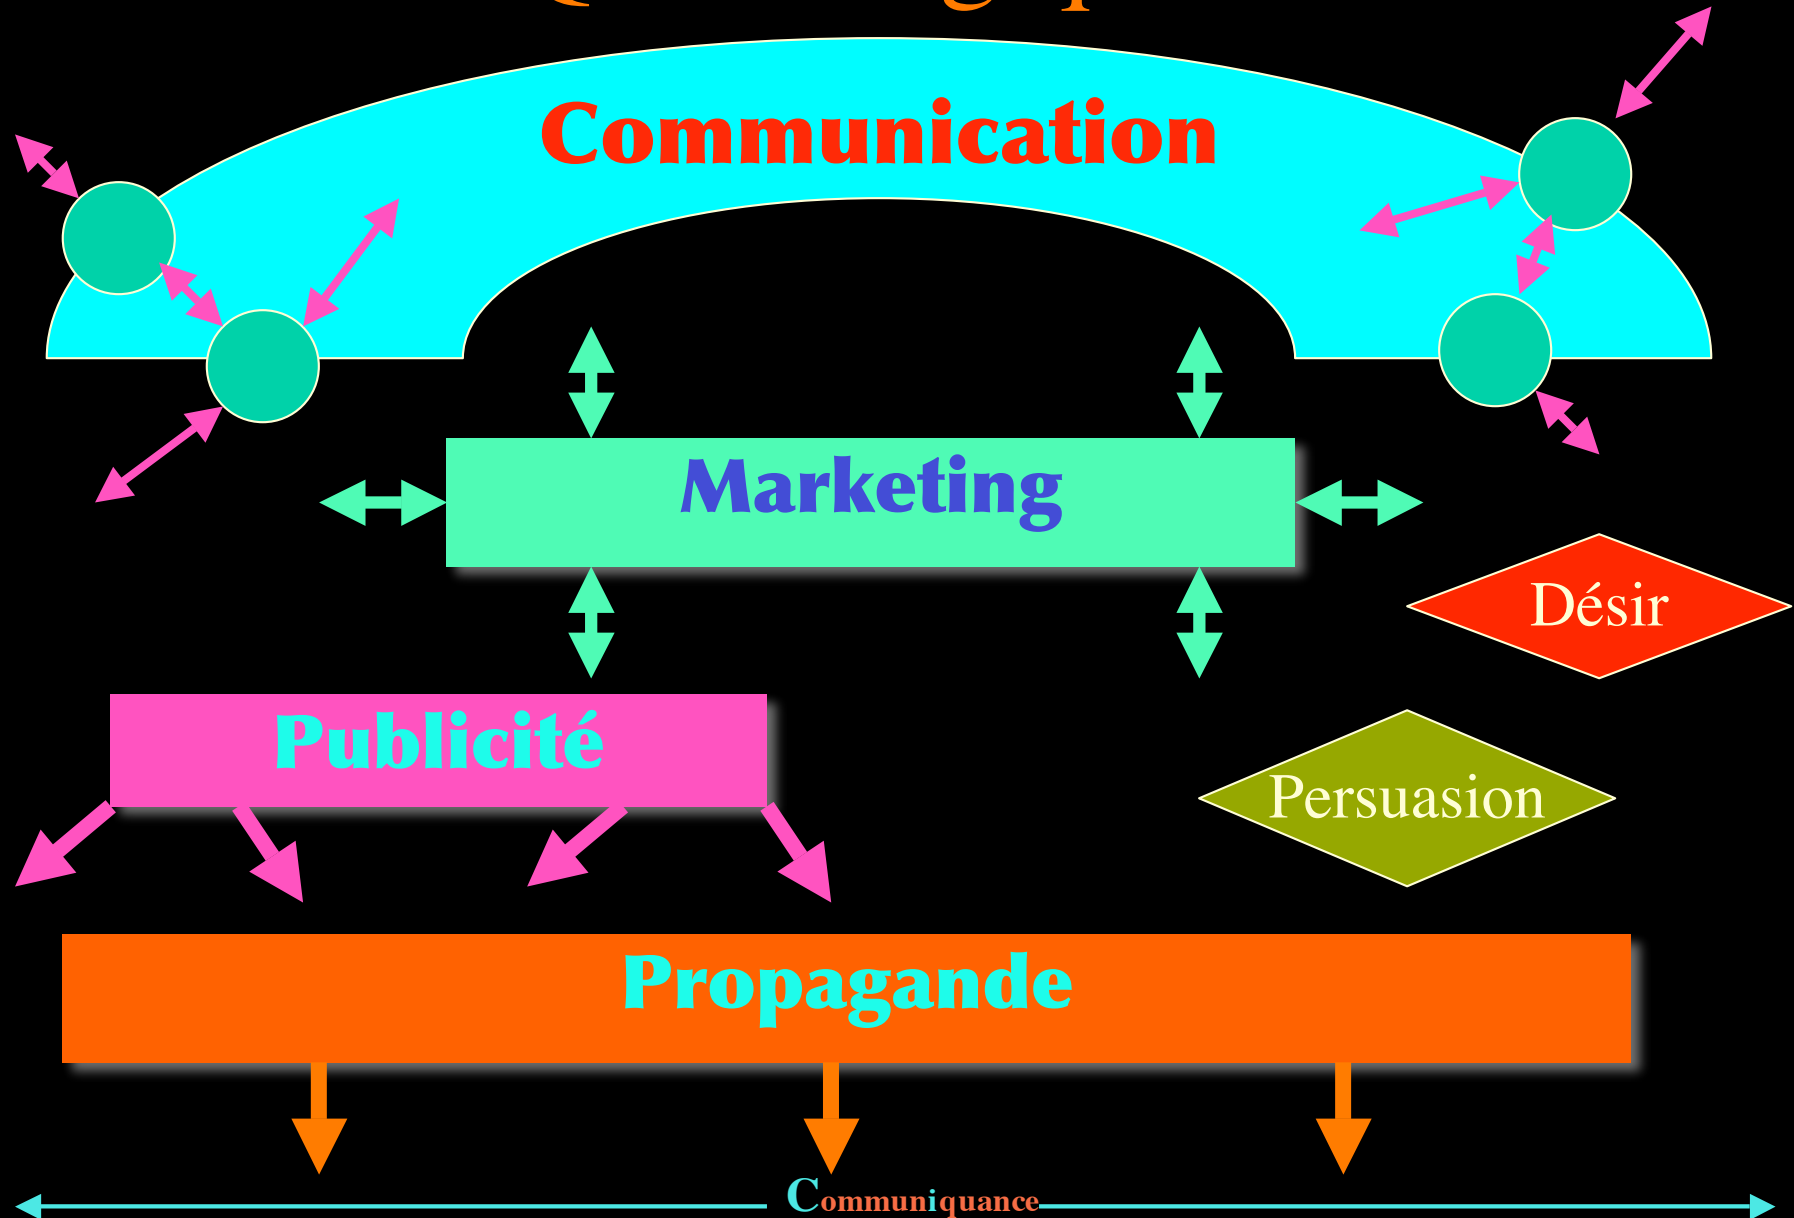 Communication
Marketing
Désir
Publicité
Persuasion
Propagande
Communiquance